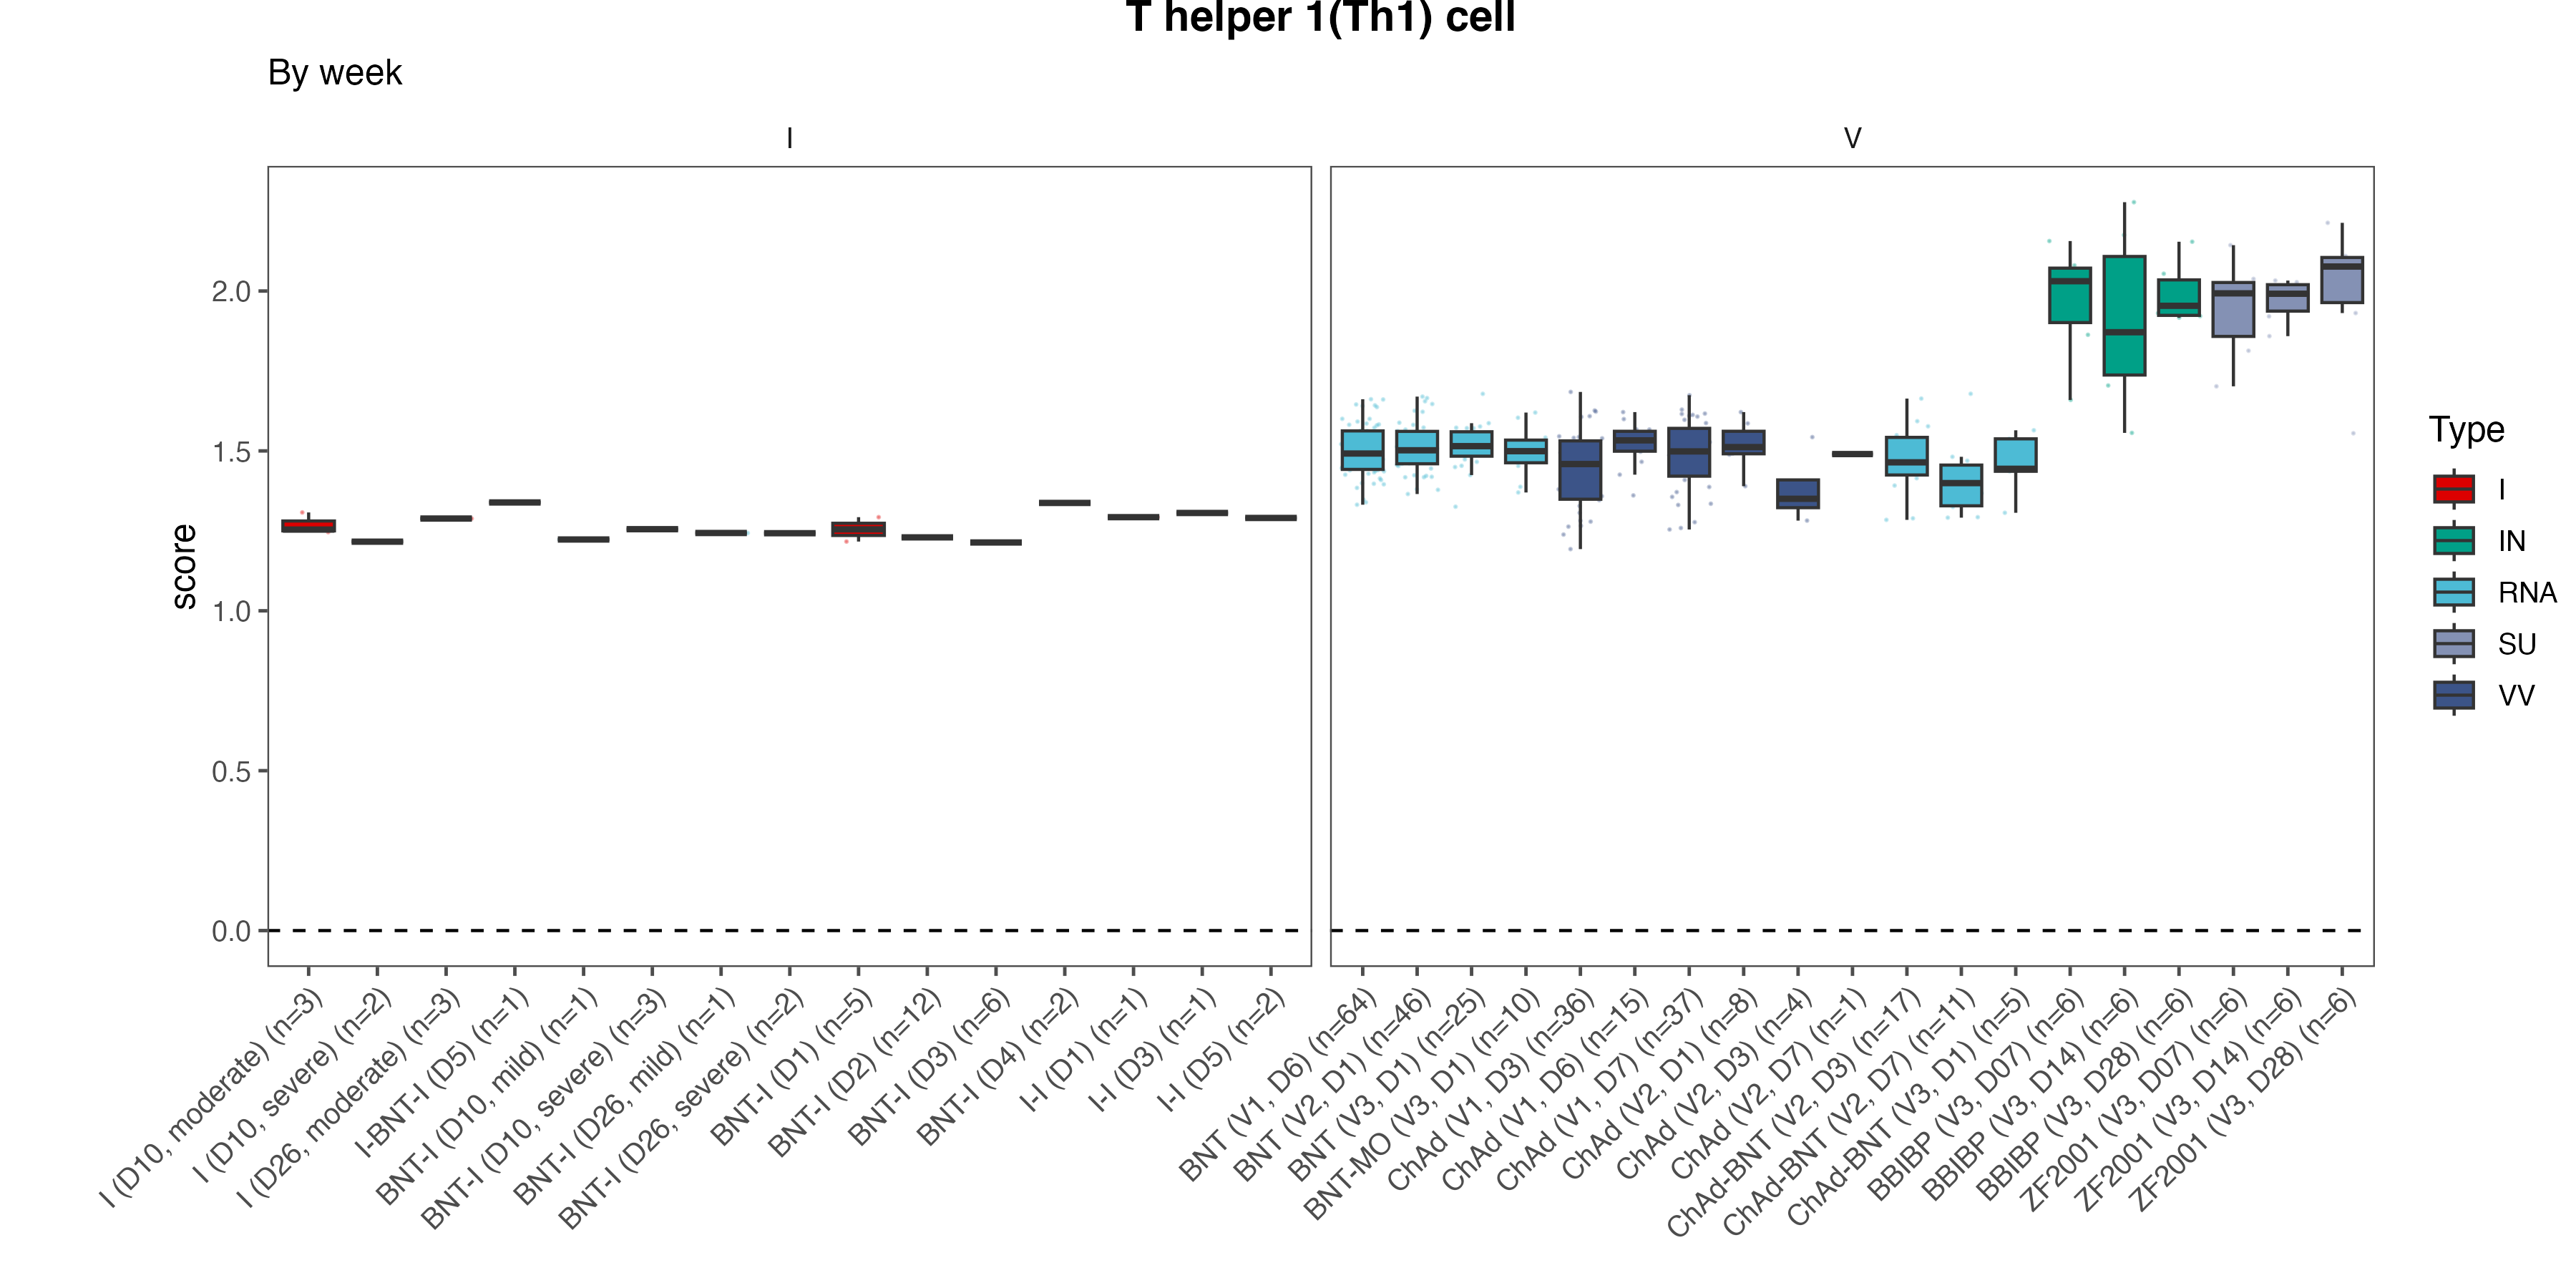 T helper 1(Th1) cell
By week
I
V
score
2.0
1.5
1.0
0.5
0.0
I (D10, moderate) (n=3)
I (D10, severe) (n=2)
I (D26, moderate) (n=3)
I-BNT-I (D5) (n=1)
BNT-I (D10, mild) (n=1)
BNT-I (D10, severe) (n=3)
BNT-I (D26, mild) (n=1)
BNT-I (D26, severe) (n=2)
BNT-I (D1) (n=5)
BNT-I (D2) (n=12)
BNT-I (D3) (n=6)
BNT-I (D4) (n=2)
I-I (D1) (n=1)
I-I (D3) (n=1)
I-I (D5) (n=2)
BNT (V1, D6) (n=64)
BNT (V2, D1) (n=46)
BNT (V3, D1) (n=25)
BNT-MO (V3, D1) (n=10)
ChAd (V1, D3) (n=36)
ChAd (V1, D6) (n=15)
ChAd (V1, D7) (n=37)
ChAd (V2, D1) (n=8)
ChAd (V2, D3) (n=4)
ChAd (V2, D7) (n=1)
ChAd-BNT (V2, D3) (n=17)
ChAd-BNT (V2, D7) (n=11)
ChAd-BNT (V3, D1) (n=5)
BBIBP (V3, D07) (n=6)
BBIBP (V3, D14) (n=6)
BBIBP (V3, D28) (n=6)
ZF2001 (V3, D07) (n=6)
ZF2001 (V3, D14) (n=6)
ZF2001 (V3, D28) (n=6)
Type
I
IN
RNA
SU
VV